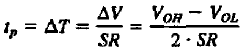 t_p = ΔT = ΔV / SR = (V_OH − V_OL) / (2 · SR)